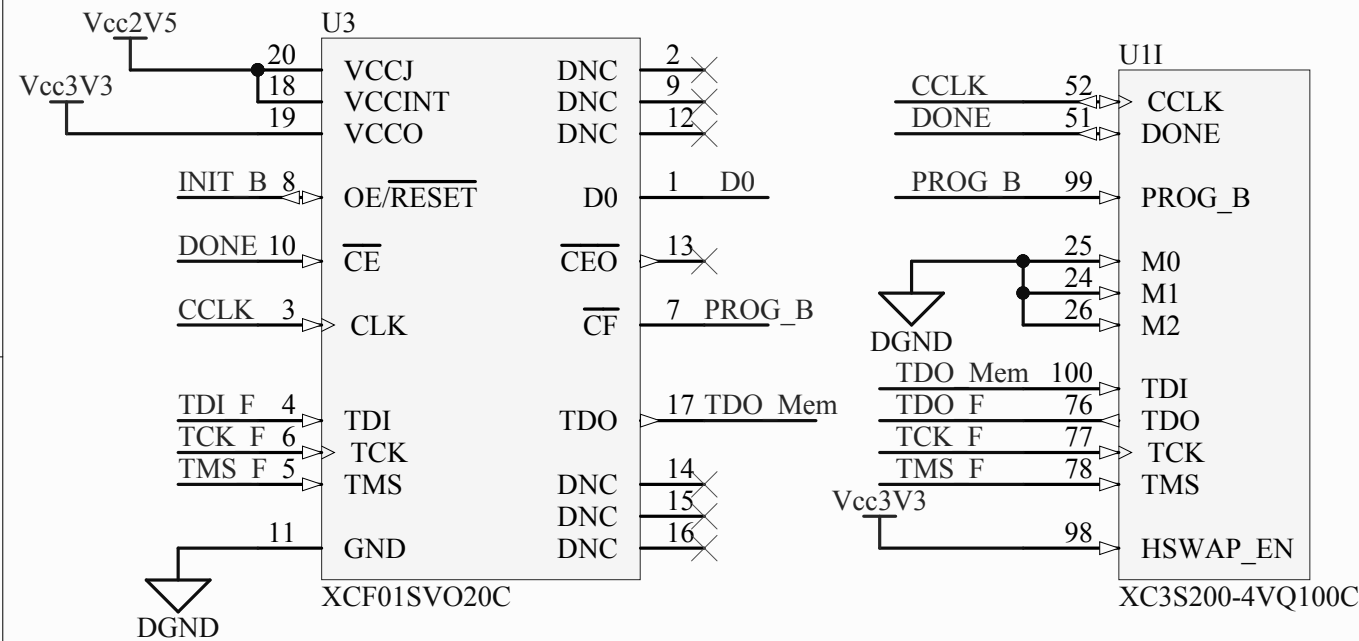 Vcc2V5
Vcc3V3
U3
20 VCCJ DNC 2
18 VCCINT DNC 9
19 VCCO DNC 12
INIT_B 8 OE/RESET D0 1 D0
DONE 10 CE CEO 13
CCLK 3 CLK CF 7 PROG_B
TDI_F 4 TDI TDO 17 TDO_Mem
TCK_F 6 TCK
TMS_F 5 TMS DNC 14
DNC 15
11 GND DNC 16
DGND
XCF01SVO20C
U1I
CCLK 52 CCLK
DONE 51 DONE
PROG_B 99 PROG_B
25 M0
24 M1
26 M2
DGND
TDO_Mem 100 TDI
TDO_F 76 TDO
TCK_F 77 TCK
TMS_F 78 TMS
Vcc3V3
98 HSWAP_EN
XC3S200-4VQ100C